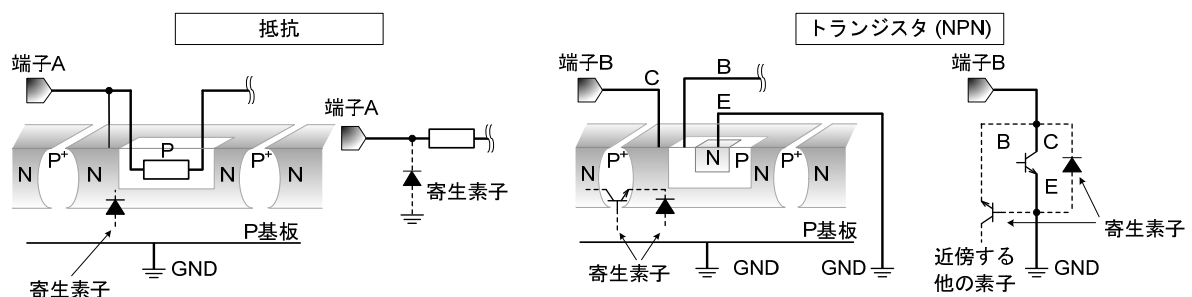 抵抗
トランジスタ (NPN)
端子A
端子A
端子B
C
B
E
端子B
N
P+
N
P
N
P+
N
寄生素子
P基板
寄生素子
GND
N
P+
N
N
P
N
P+
N
P基板
寄生素子
GND
GND
B
C
E
寄生素子
近傍する
他の素子
GND